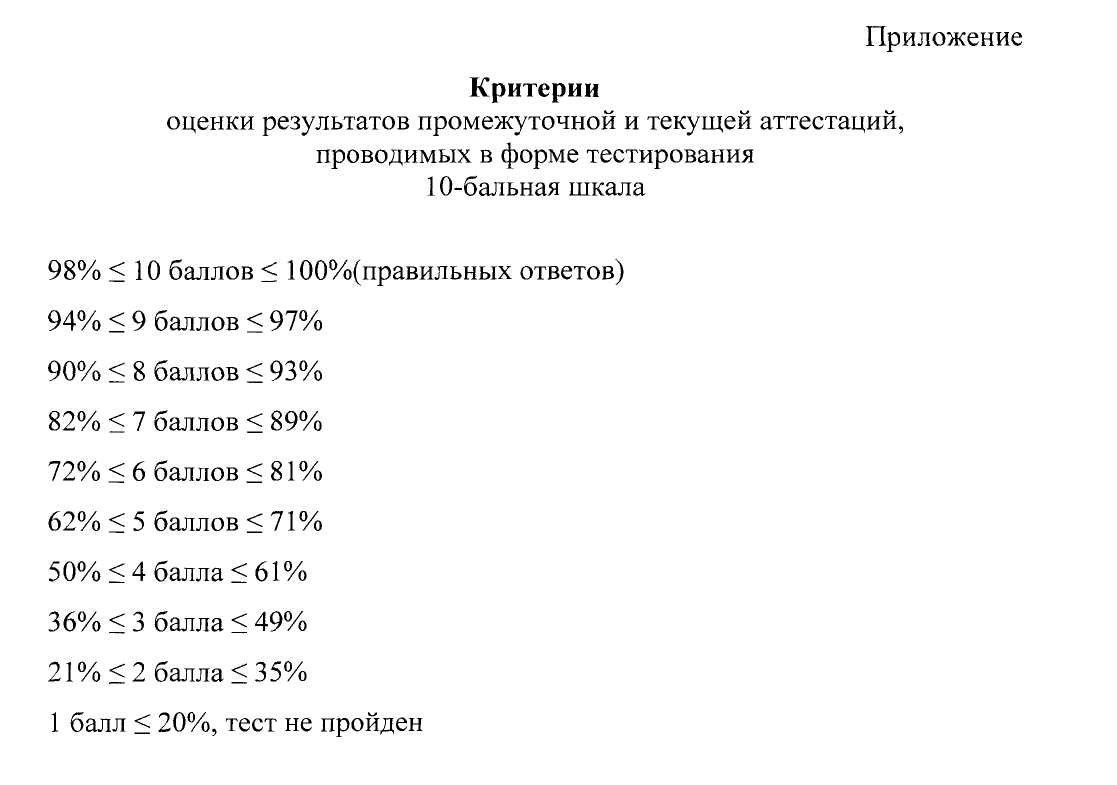 Приложение
Критерии
оценки результатов промежуточной и текущей аттестаций,
проводимых в форме тестирования
10-бальная шкала
98% ≤ 10 баллов ≤ 100%(правильных ответов)
94% ≤ 9 баллов ≤ 97%
90% ≤ 8 баллов ≤ 93%
82% ≤ 7 баллов ≤ 89%
72% ≤ 6 баллов ≤ 81%
62% ≤ 5 баллов ≤ 71%
50% ≤ 4 балла ≤ 61%
36% ≤ 3 балла ≤ 49%
21% ≤ 2 балла ≤ 35%
1 балл ≤ 20%, тест не пройден